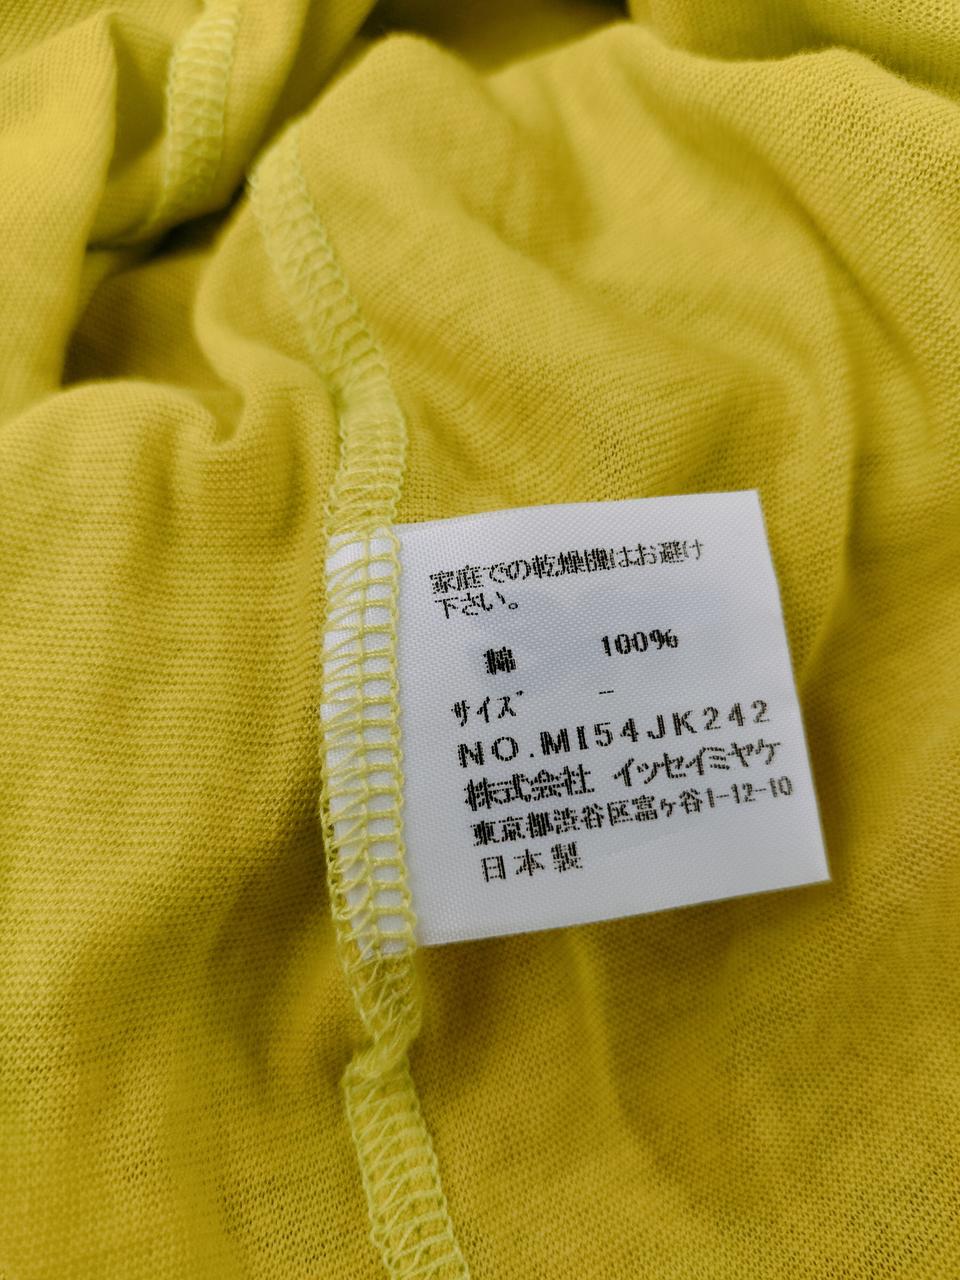 家庭での乾燥機はお避け
下さい。
綿 100%
サイズ −
NO.MI54JK242
株式会社 イッセイミヤケ
東京都渋谷区富ヶ谷1-12-10
日本製